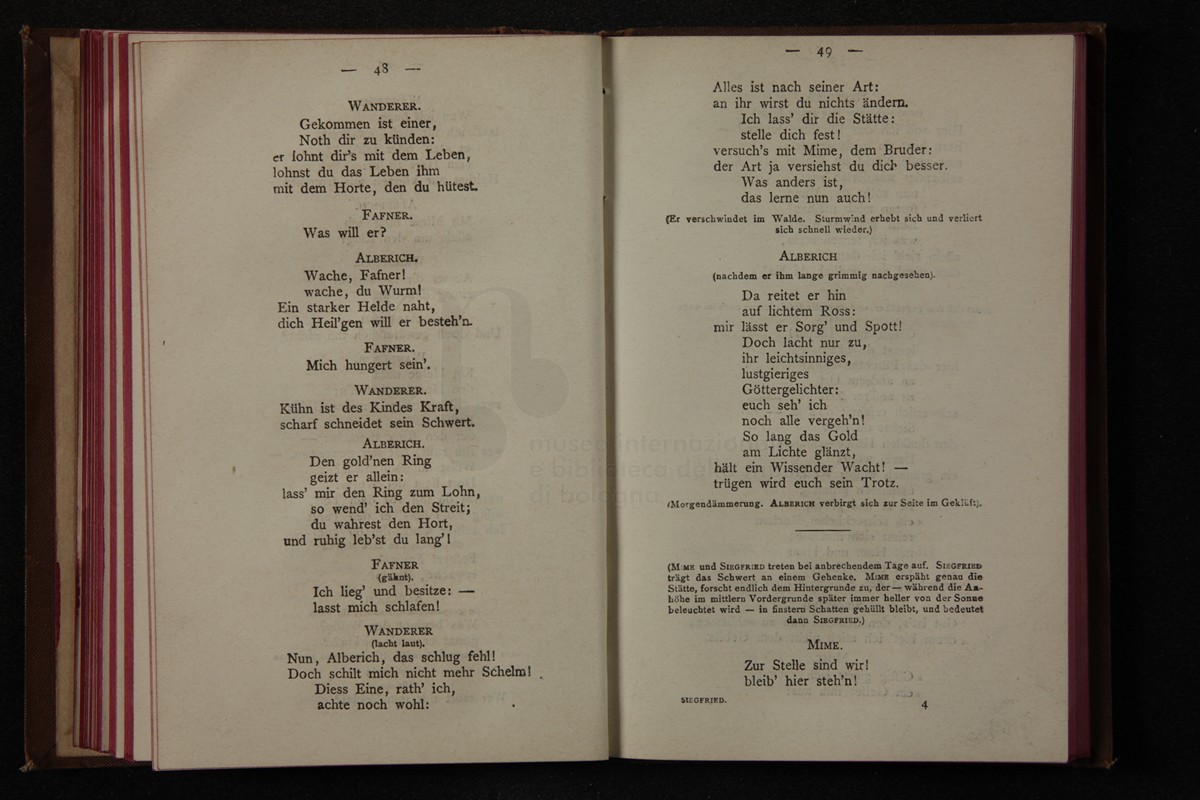 — 48 —
WANDERER.
Gekommen ist einer,
Noth dir zu künden:
er lohnt dir's mit dem Leben,
lohnst du das Leben ihm
mit dem Horte, den du hütest.
FAFNER.
Was will er?
ALBERICH.
Wache, Fafner!
wache, du Wurm!
Ein starker Helde naht,
dich Heil'gen will er besteh'n.
FAFNER.
Mich hungert sein'.
WANDERER.
Kühn ist des Kindes Kraft,
scharf schneidet sein Schwert.
ALBERICH.
Den gold'nen Ring
geizt er allein:
lass' mir den Ring zum Lohn,
so wend' ich den Streit;
du wahrest den Hort,
und ruhig leb'st du lang'!
FAFNER
(gähnt).
Ich lieg' und besitze: —
lasst mich schlafen!
WANDERER
(lacht laut).
Nun, Alberich, das schlug fehl!
Doch schilt mich nicht mehr Schelm!
Diess Eine, rath' ich,
achte noch wohl:
— 49 —
Alles ist nach seiner Art:
an ihr wirst du nichts ändern.
Ich lass' dir die Stätte:
stelle dich fest!
versuch's mit Mime, dem Bruder:
der Art ja versiehst du dich besser.
Was anders ist,
das lerne nun auch!
(Er verschwindet im Walde. Sturmwind erhebt sich und verliert
sich schnell wieder.)
ALBERICH
(nachdem er ihm lange grimmig nachgesehen).
Da reitet er hin
auf lichtem Ross:
mir lässt er Sorg' und Spott!
Doch lacht nur zu,
ihr leichtsinniges,
lustgieriges
Göttergelichter:
euch seh' ich
noch alle vergeh'n!
So lang das Gold
am Lichte glänzt,
hält ein Wissender Wacht! —
trügen wird euch sein Trotz.
(Morgendämmerung. ALBERICH verbirgt sich zur Seite im Geklüft).
(MIME und SIEGFRIED treten bei anbrechendem Tage auf. SIEGFRIED
trägt das Schwert an einem Gehenke. MIME erspäht genau die
Stätte, forscht endlich dem Hintergrunde zu, der — während die An-
höhe im mittlern Vordergrunde später immer heller von der Sonne
beleuchtet wird — in finstern Schatten gehüllt bleibt, und bedeutet
dann SIEGFRIED.)
MIME.
Zur Stelle sind wir!
bleib' hier steh'n!
SIEGFRIED.
4
museo internazio
e biblioteca del
di bologna